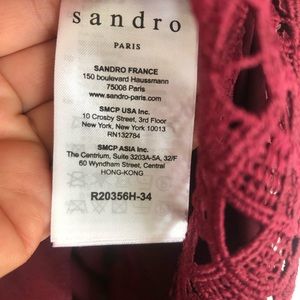 sandro
PARIS
SANDRO FRANCE
150 boulevard Haussmann
75008 Paris
www.sandro-paris.com
SMCP USA Inc.
10 Crosby Street, 3rd Floor
New York, New York 10013
RN132784
SMCP ASIA Inc.
The Centrium, Suite 3203A-5A, 32/F
60 Wyndham Street, Central
HONG-KONG
R20356H-34